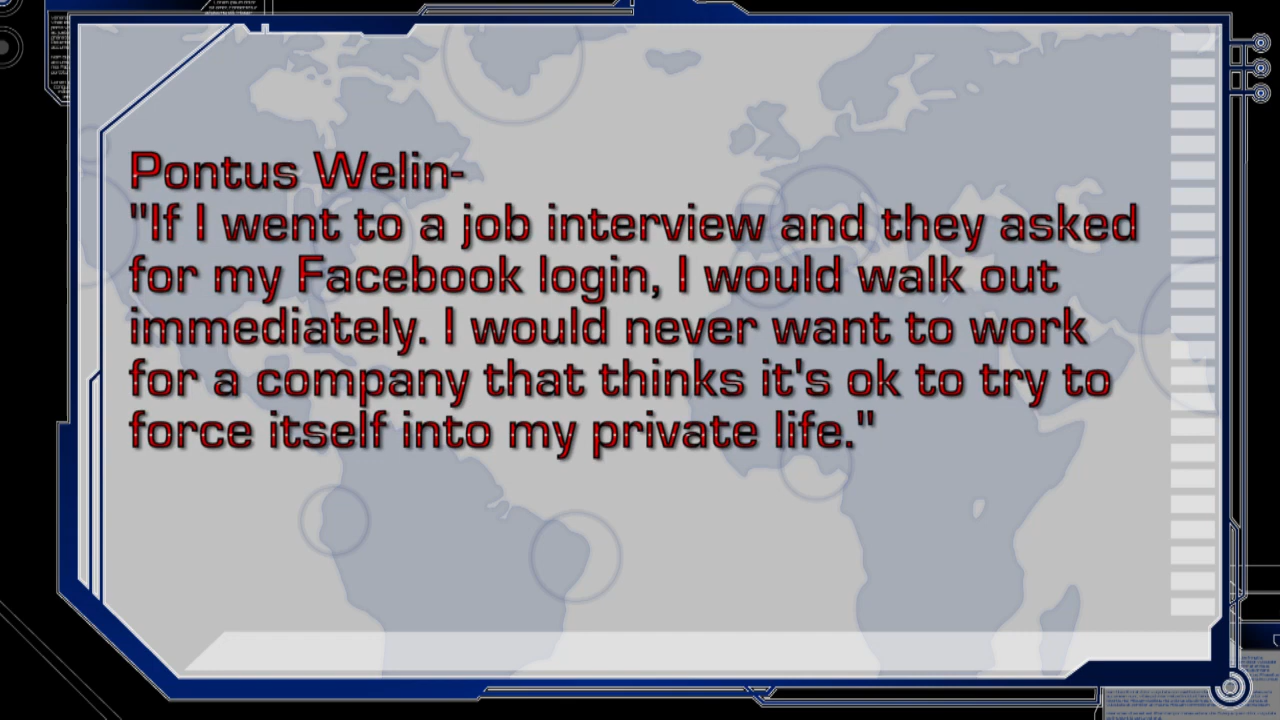 Pontus Welin-
"If I went to a job interview and they asked
for my Facebook login, I would walk out
immediately. I would never want to work
for a company that thinks it's ok to try to
force itself into my private life."